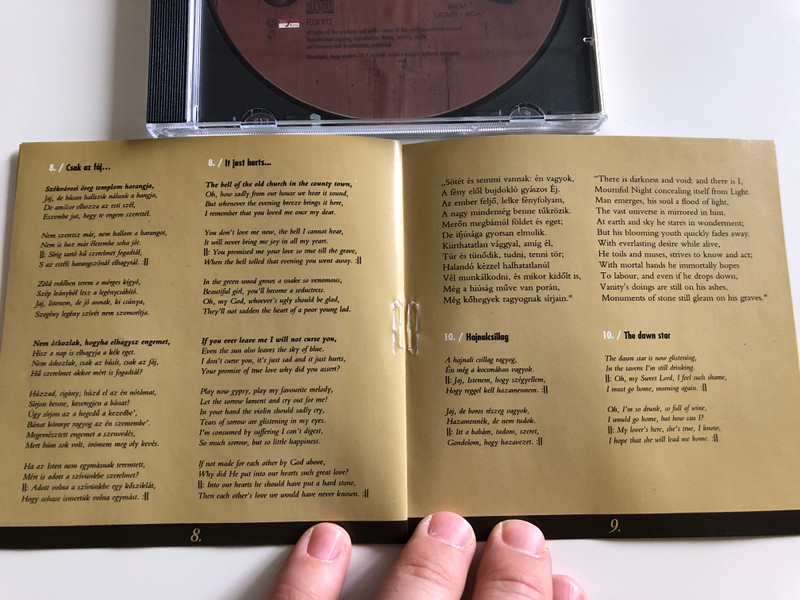 8. / Csak az fáj...
Székvárosi öreg templom harangja,
Jaj, de búsan hallszik nálunk a hangja,
De amikor elhozza az esti szél,
Eszembe jut, hogy te engem szerettél.
Nem szeretsz már, nem hallom a harangot,
Nem is hoz már életembe soha jót.
||: Sírig tartó hű szerelmet fogadtál,
S az estéli harangszónál elhagytál. :||
Zöld erdőben terem a mérges kígyó,
Szép leányból lesz a legénycsábító.
Jaj, Istenem, de jó annak, ki csúnya,
Szegény legény szívét nem szomorítja.
Nem átkozlak, hogyha elhagysz engemet,
Hisz a nap is elhagyja a kék eget.
Nem átkozlak, csak az búsít, csak az fáj,
Hű szerelmet akkor mért is fogadtál?
Húzzad, cigány, húzd el az én nótámat,
Sírjon benne, keseregjen a bánat!
Úgy sírjon az a hegedű a kezedbe',
Bánat könnye ragyog az én szemembe'.
Megemésztett engemet a szenvedés,
Mert búm sok volt, örömem meg oly kevés.
Ha az Isten nem egymásnak teremtett,
Mért is adott a szívünkbe szerelmet?
||: Adott volna a szívünkbe egy kősziklát,
Hogy sohase ismertük volna egymást. :||
8. / It just hurts...
The bell of the old church in the county town,
Oh, how sadly from our house we hear it sound,
But whenever the evening breeze brings it here,
I remember that you loved me once my dear.
You don't love me now, the bell I cannot hear,
It will never bring me joy in all my years.
||: You promised me your love so true till the grave,
When the bell tolled that evening you went away. :||
In the green wood grows a snake so venomous,
Beautiful girl, you'll become a seductress.
Oh, my God, whoever's ugly should be glad,
They'll not sadden the heart of a poor young lad.
If you ever leave me I will not curse you,
Even the sun also leaves the sky of blue.
I don't curse you, it's just sad and it just hurts,
Your promise of true love why did you assert?
Play now gypsy, play my favourite melody,
Let the sorrow lament and cry out for me!
In your hand the violin should sadly cry,
Tears of sorrow are glistening in my eyes.
I'm consumed by suffering I can't digest,
So much sorrow, but so little happiness.
If not made for each other by God above,
Why did He put into our hearts such great love?
||: Into our hearts he should have put a hard stone,
Then each other's love we would have never known. :||
8.
„Sötét és semmi vannak: én vagyok,
A fény elől bujdokló gyászos Éj.
Az ember feljő, lelke fényfolyam,
A nagy mindenség benne tűkrözik.
Merőn megbámúl földet és eget;
De ifjúsága gyorsan elmulik.
Kiirthatatlan vággyal, amíg él,
Túr és tűnődik, tudni, tenni tör;
Halandó kézzel halhatatlanúl
Vél munkálkodni, és mikor kidőlt is,
Még a hiúság műve van porán,
Még kőhegyek ragyognak sírjain."
"There is darkness and void: and there is I,
Mournful Night concealing itself from Light.
Man emerges, his soul a flood of light,
The vast universe is mirrored in him.
At earth and sky he stares in wonderment;
But his blooming youth quickly fades away.
With everlasting desire while alive,
He toils and muses, strives to know and act;
With mortal hands he immortally hopes
To labour, and even if he drops down,
Vanity's doings are still on his ashes,
Monuments of stone still gleam on his graves."
10. / Hajnalcsillag
A hajnali csillag ragyog,
Én még a kocsmában vagyok.
||: Jaj, Istenem, hogy szégyellem,
Hogy reggel kell hazamennem. :||
Jaj, de boros részeg vagyok,
Hazamennék, de nem tudok.
||: Itt a babám, tudom, szeret,
Gondolom, hogy hazavezet. :||
10. / The dawn star
The dawn star is now glistening,
In the tavern I'm still drinking.
||: Oh, my Sweet Lord, I feel such shame,
I must go home, morning again. :||
Oh, I'm so drunk, so full of wine,
I would go home, but how can I?
||: My lover's here, she's true, I know,
I hope that she will lead me home. :||
9.